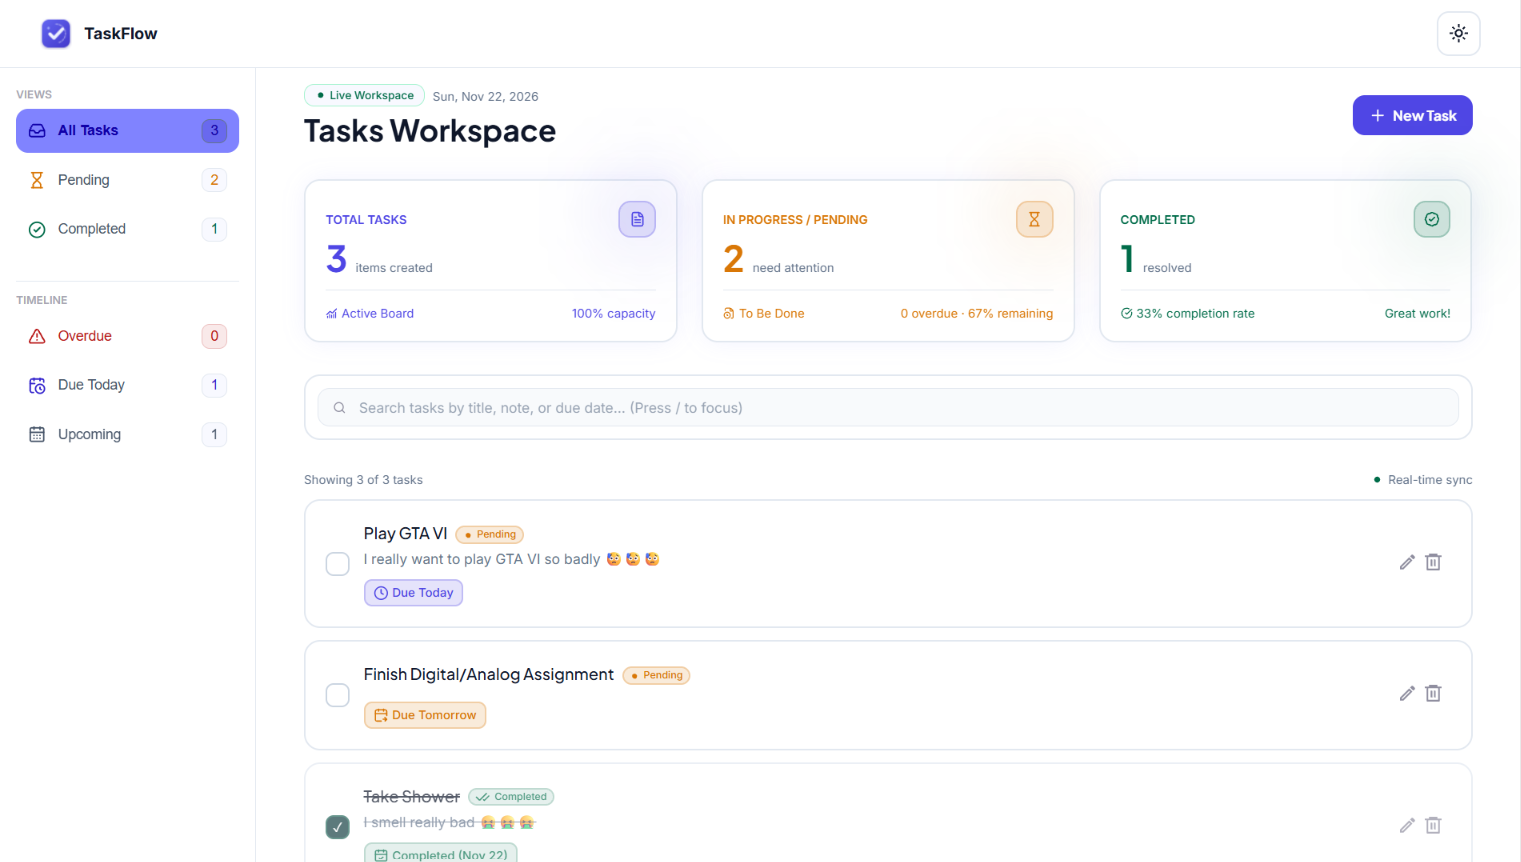 TaskFlow
VIEWS
All Tasks 3
Pending 2
Completed 1
TIMELINE
Overdue 0
Due Today 1
Upcoming 1
Live Workspace Sun, Nov 22, 2026
Tasks Workspace
New Task
TOTAL TASKS
3 items created
Active Board 100% capacity
IN PROGRESS / PENDING
2 need attention
To Be Done 0 overdue · 67% remaining
COMPLETED
1 resolved
33% completion rate Great work!
Search tasks by title, note, or due date... (Press / to focus)
Showing 3 of 3 tasks Real-time sync
Play GTA VI Pending
I really want to play GTA VI so badly
Due Today
Finish Digital/Analog Assignment Pending
Due Tomorrow
Take Shower Completed
I smell really bad 😭😭😭
Completed (Nov 22)